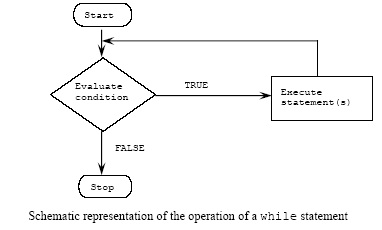 Start
Evaluate
condition
TRUE
Execute
statement(s)
FALSE
Stop
Schematic representation of the operation of a while statement